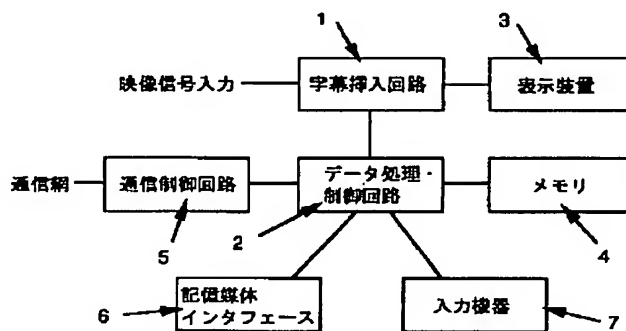 1
3
映像信号入力
字幕挿入回路
表示装置
通信網
通信制御回路
データ処理・
制御回路
メモリ
5
2
4
6
記憶媒体
インタフェース
入力機器
7